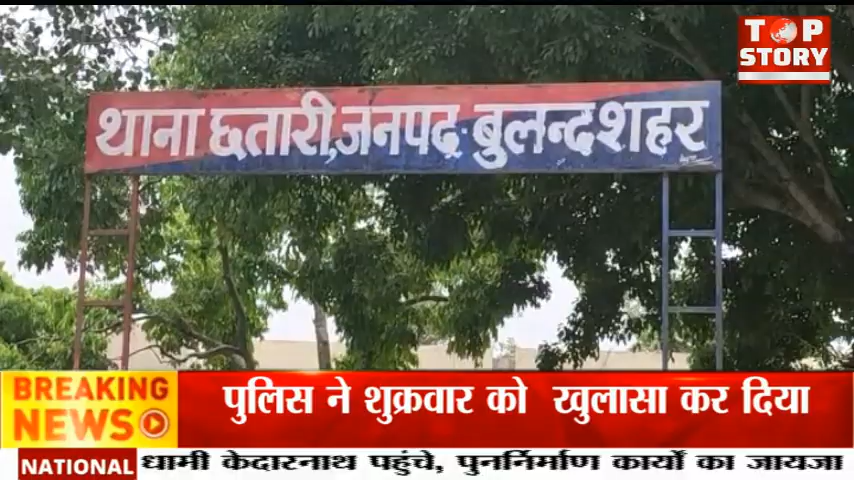 TOP
STORY
थाना छतारी,जनपद-बुलन्दशहर
BREAKING
NEWS
पुलिस ने शुक्रवार को खुलासा कर दिया
NATIONAL
धामी केदारनाथ पहुंचे, पुनर्निर्माण कार्यों का जायजा